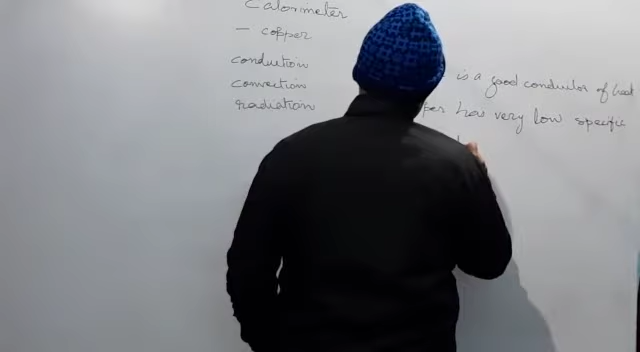 Calorimeter
- copper
conduction
convection
radiation
is a good conductor of heat
per has very low specific